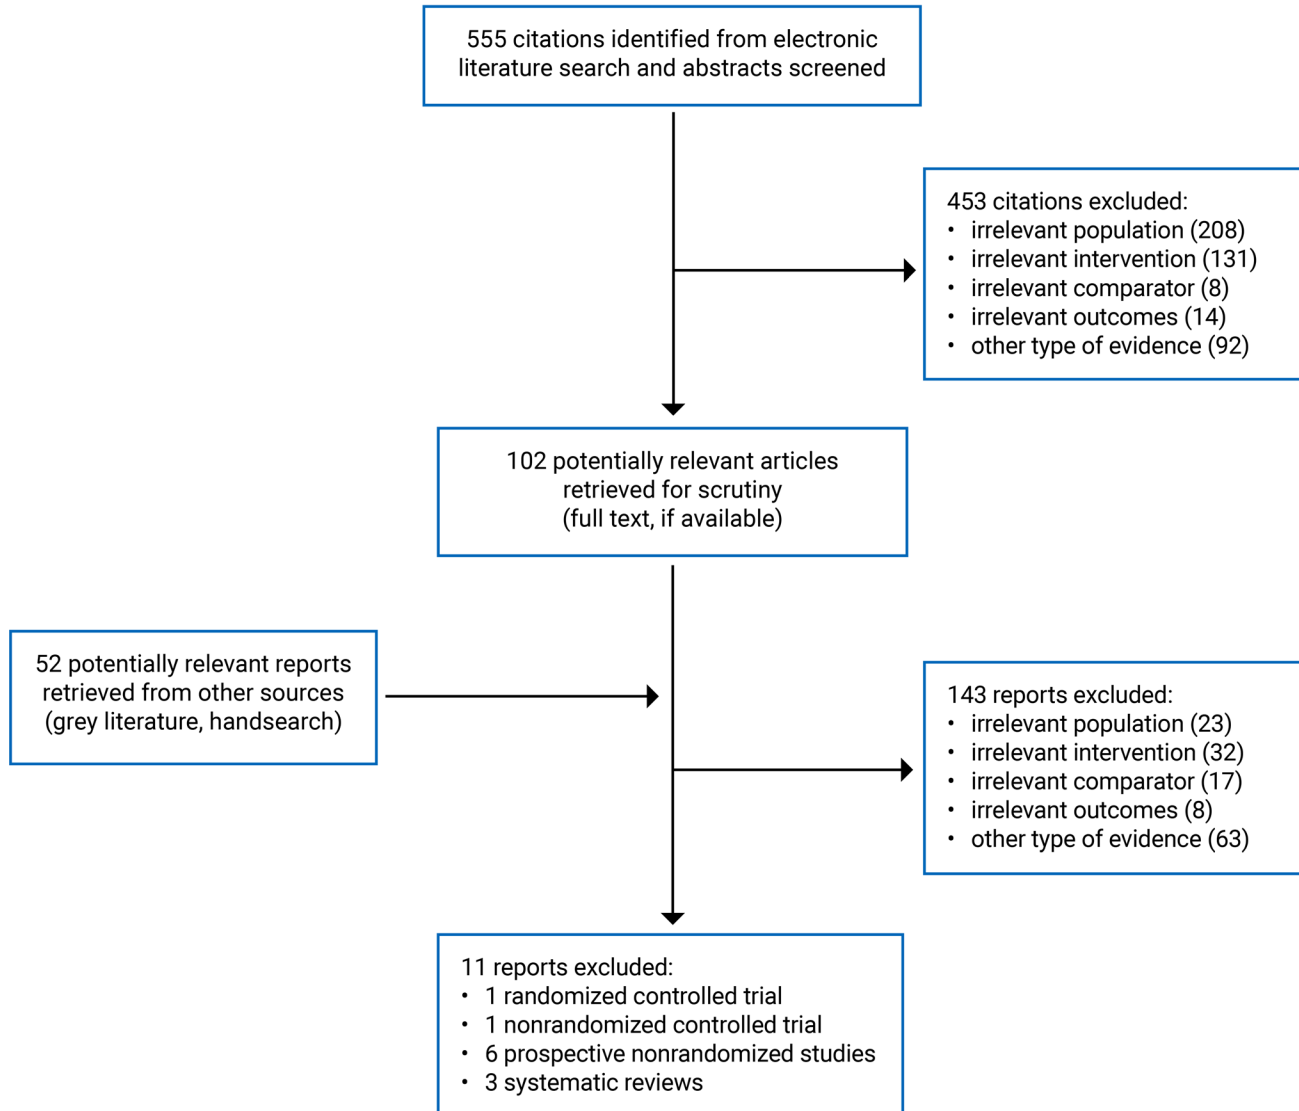 555 citations identified from electronic
literature search and abstracts screened
453 citations excluded:
• irrelevant population (208)
• irrelevant intervention (131)
• irrelevant comparator (8)
• irrelevant outcomes (14)
• other type of evidence (92)
102 potentially relevant articles
retrieved for scrutiny
(full text, if available)
52 potentially relevant reports
retrieved from other sources
(grey literature, handsearch)
143 reports excluded:
• irrelevant population (23)
• irrelevant intervention (32)
• irrelevant comparator (17)
• irrelevant outcomes (8)
• other type of evidence (63)
11 reports excluded:
• 1 randomized controlled trial
• 1 nonrandomized controlled trial
• 6 prospective nonrandomized studies
• 3 systematic reviews